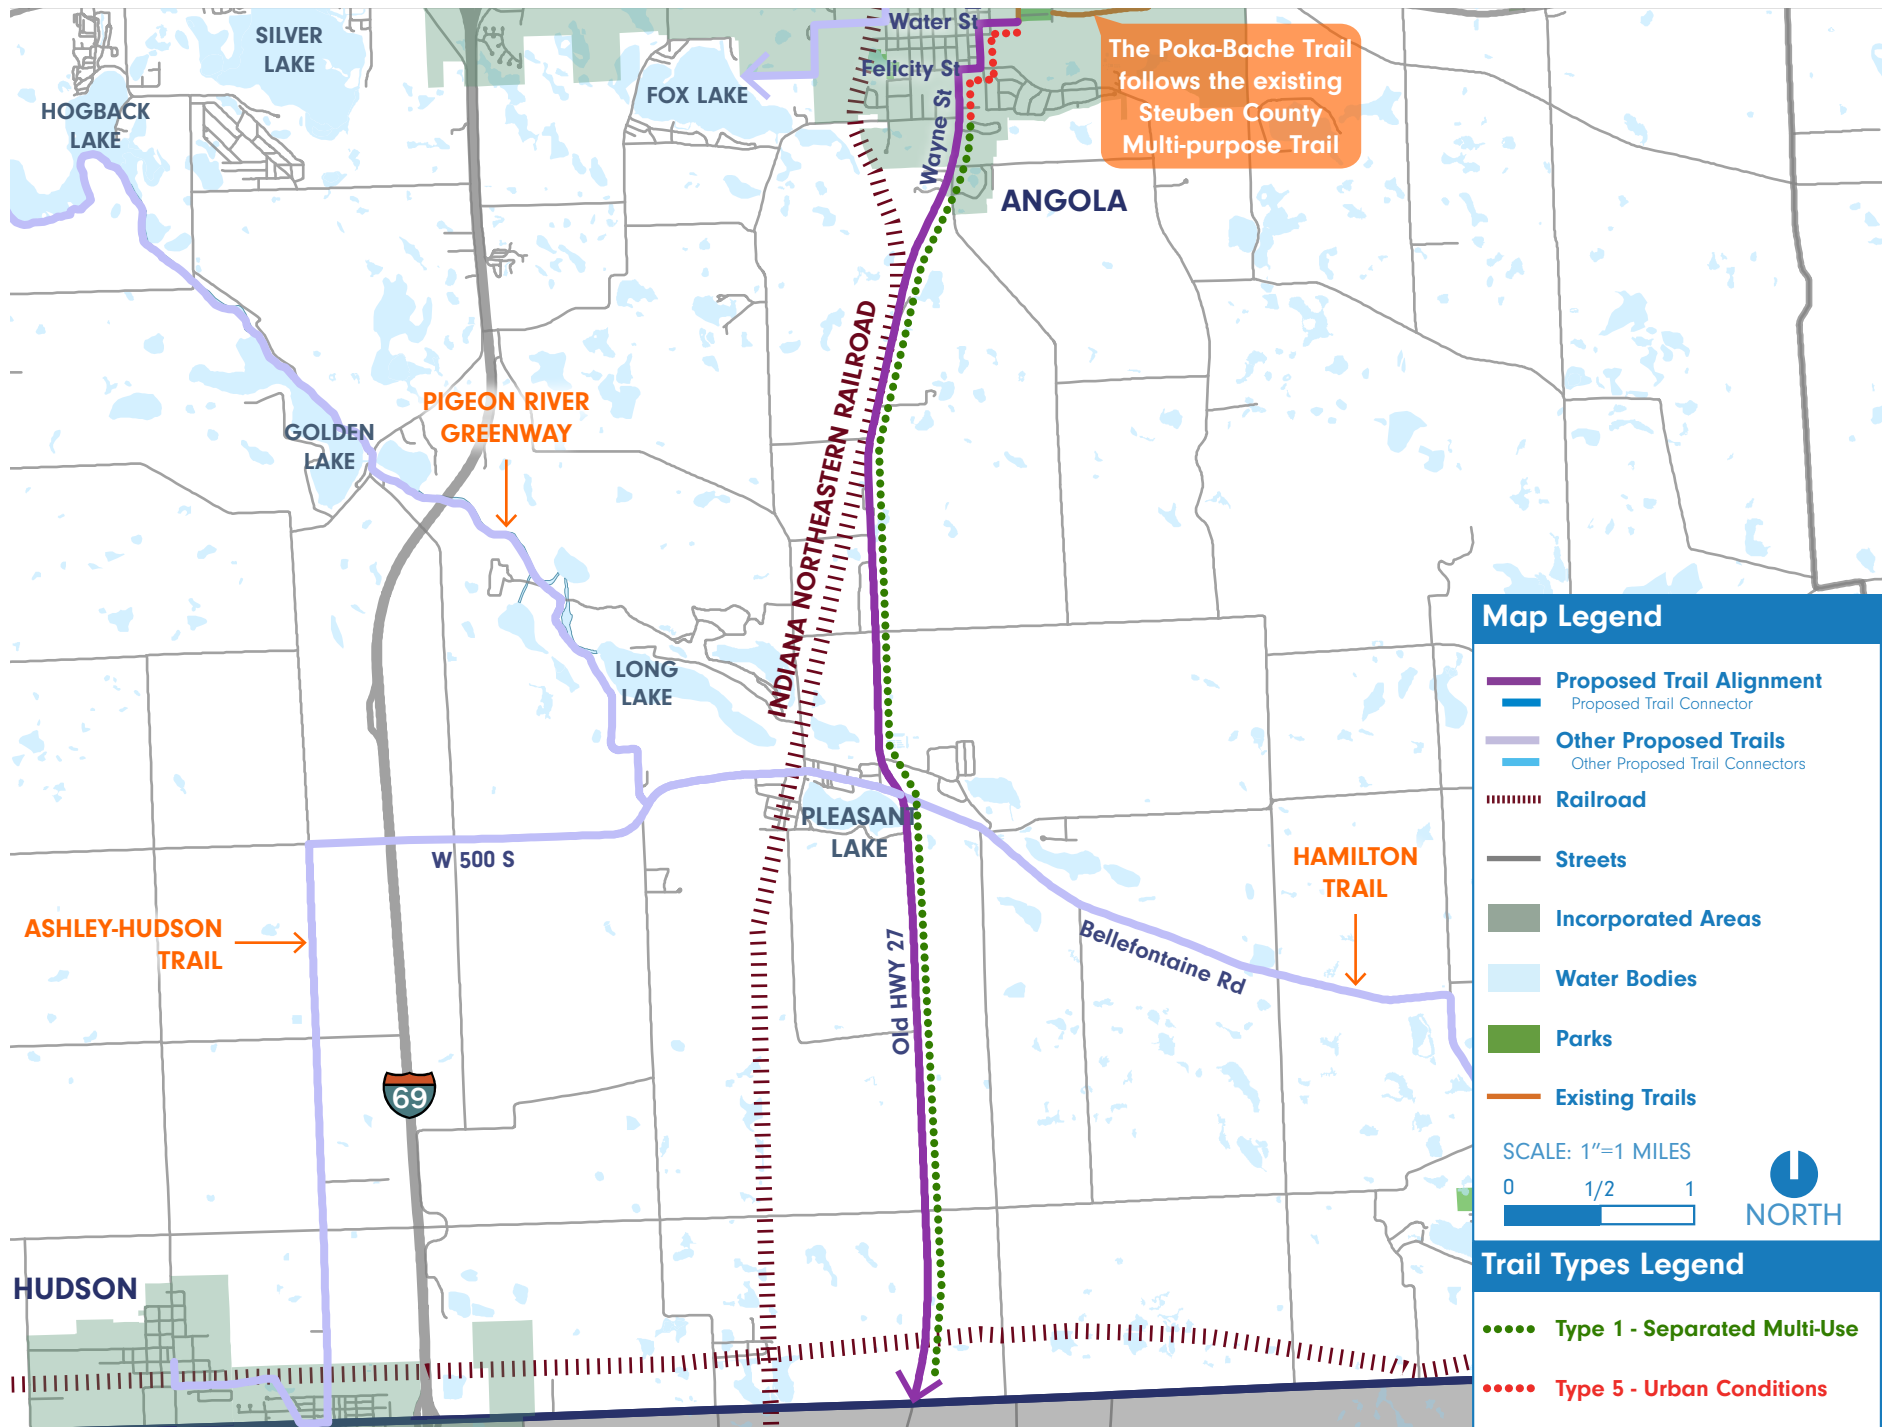 SILVER
LAKE
HOGBACK
LAKE
FOX LAKE
Water St
Felicity St
Wayne St
The Poka-Bache Trail
follows the existing
Steuben County
Multi-purpose Trail
ANGOLA
INDIANA NORTHEASTERN RAILROAD
PIGEON RIVER
GREENWAY
GOLDEN
LAKE
LONG
LAKE
PLEASANT
LAKE
W 500 S
ASHLEY-HUDSON
TRAIL
HAMILTON
TRAIL
Bellefontaine Rd
Old HWY 27
69
HUDSON
Map Legend
Proposed Trail Alignment
Proposed Trail Connector
Other Proposed Trails
Other Proposed Trail Connectors
Railroad
Streets
Incorporated Areas
Water Bodies
Parks
Existing Trails
SCALE: 1"=1 MILES
0 1/2 1
NORTH
Trail Types Legend
Type 1 - Separated Multi-Use
Type 5 - Urban Conditions